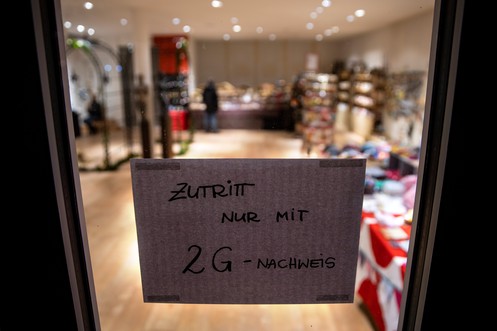 ZUTRITT
NUR MIT
2G-NACHWEIS